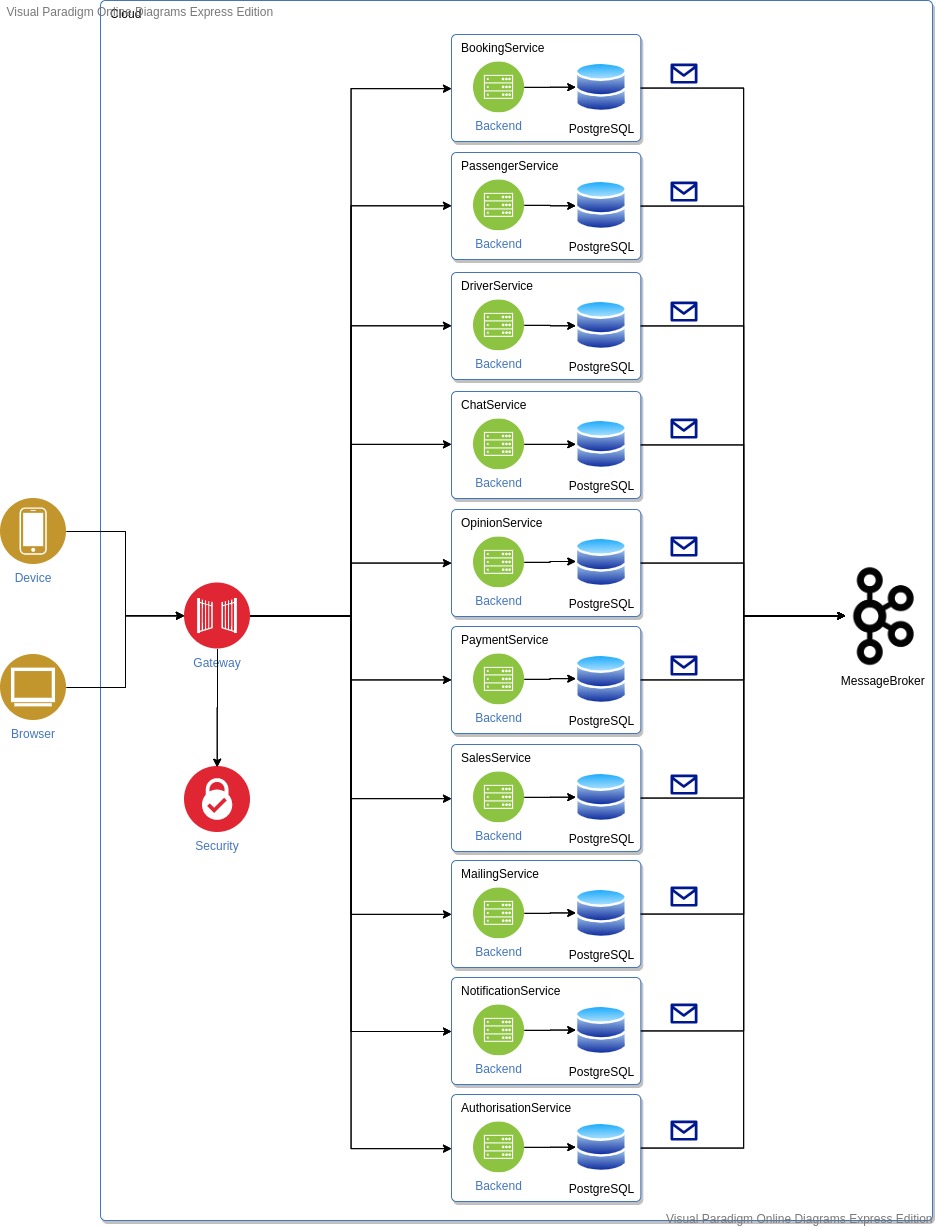 Visual Paradigm Online Diagrams Express Edition
Cloud
BookingService
Backend
PostgreSQL
PassengerService
Backend
PostgreSQL
DriverService
Backend
PostgreSQL
ChatService
Backend
PostgreSQL
OpinionService
Backend
PostgreSQL
PaymentService
Backend
PostgreSQL
SalesService
Backend
PostgreSQL
MailingService
Backend
PostgreSQL
NotificationService
Backend
PostgreSQL
AuthorisationService
Backend
PostgreSQL
Device
Browser
Gateway
Security
MessageBroker
Visual Paradigm Online Diagrams Express Edition